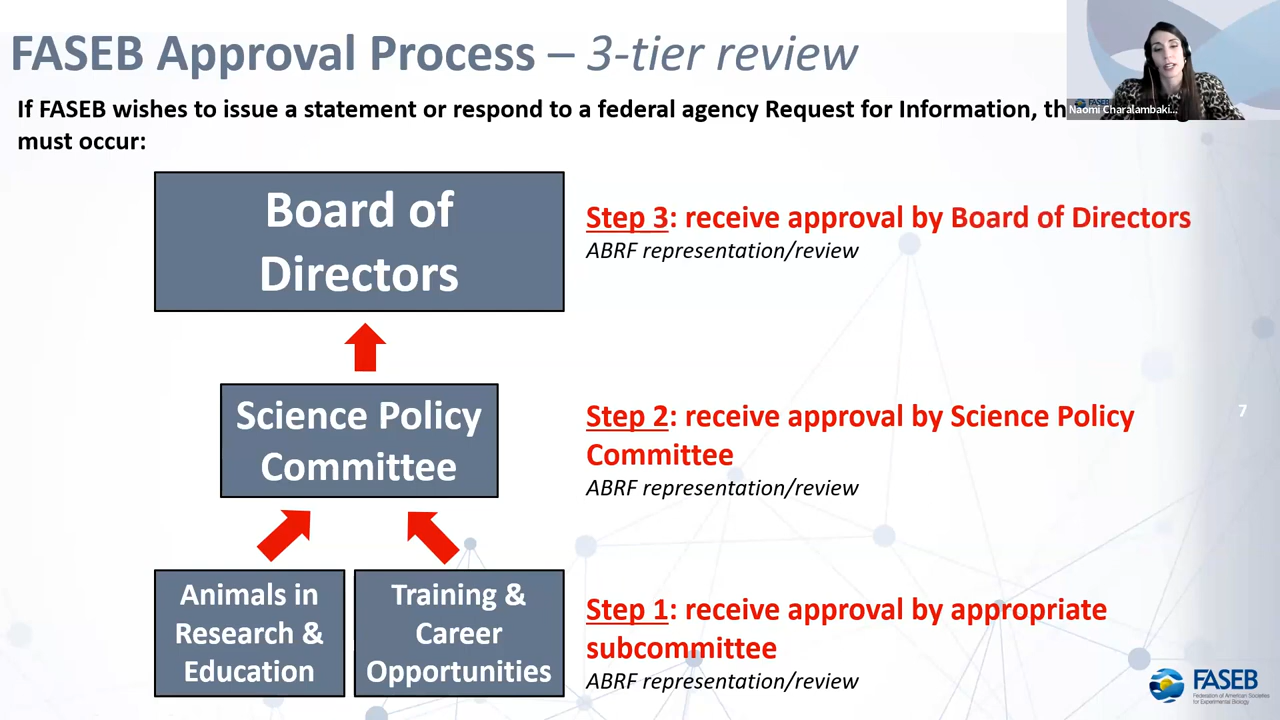 FASEB Approval Process – 3-tier review
If FASEB wishes to issue a statement or respond to a federal agency Request for Information, th
must occur:
FASEB
Naomi Charalambaki...
Board of
Directors
Step 3: receive approval by Board of Directors
ABRF representation/review
Science Policy
Committee
Step 2: receive approval by Science Policy
Committee
ABRF representation/review
7
Animals in
Research &
Education
Training &
Career
Opportunities
Step 1: receive approval by appropriate
subcommittee
ABRF representation/review
FASEB
Federation of American Societies
for Experimental Biology